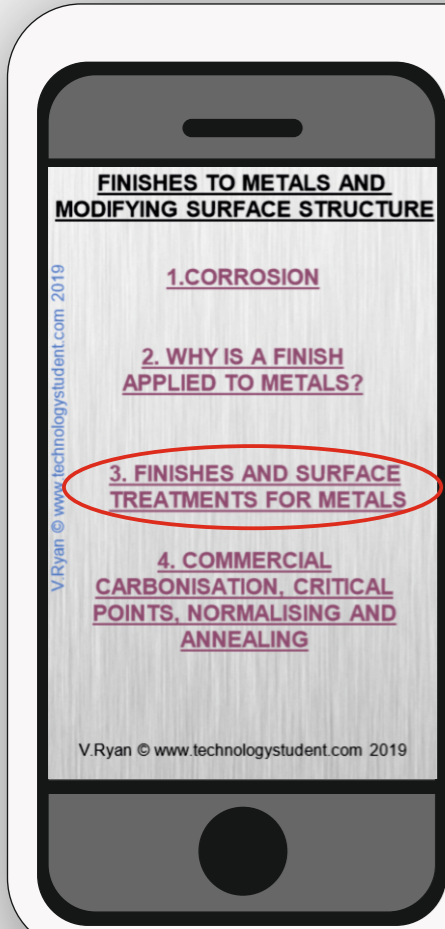 FINISHES TO METALS AND
MODIFYING SURFACE STRUCTURE
1.CORROSION
2. WHY IS A FINISH
APPLIED TO METALS?
3. FINISHES AND SURFACE
TREATMENTS FOR METALS
4. COMMERCIAL
CARBONISATION, CRITICAL
POINTS, NORMALISING AND
ANNEALING
V.Ryan © www.technologystudent.com 2019
V.Ryan © www.technologystudent.com 2019